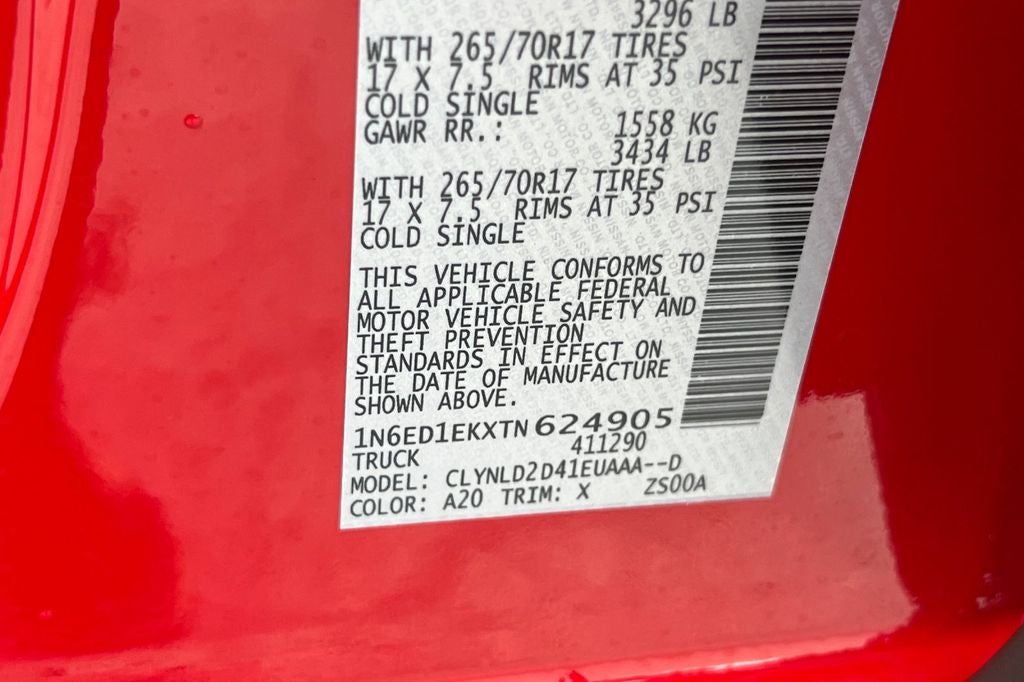 3296 LB
WITH 265/70R17 TIRES
17 X 7.5 RIMS AT 35 PSI
COLD SINGLE
GAWR RR.: 1558 KG
3434 LB
WITH 265/70R17 TIRES
17 X 7.5 RIMS AT 35 PSI
COLD SINGLE
THIS VEHICLE CONFORMS TO
ALL APPLICABLE FEDERAL
MOTOR VEHICLE SAFETY AND
THEFT PREVENTION
STANDARDS IN EFFECT ON
THE DATE OF MANUFACTURE
SHOWN ABOVE.
1N6ED1EKXTN624905
TRUCK 411290
MODEL: CLYNLD2D41EUAAA--D
COLOR: A20 TRIM: X ZS00A